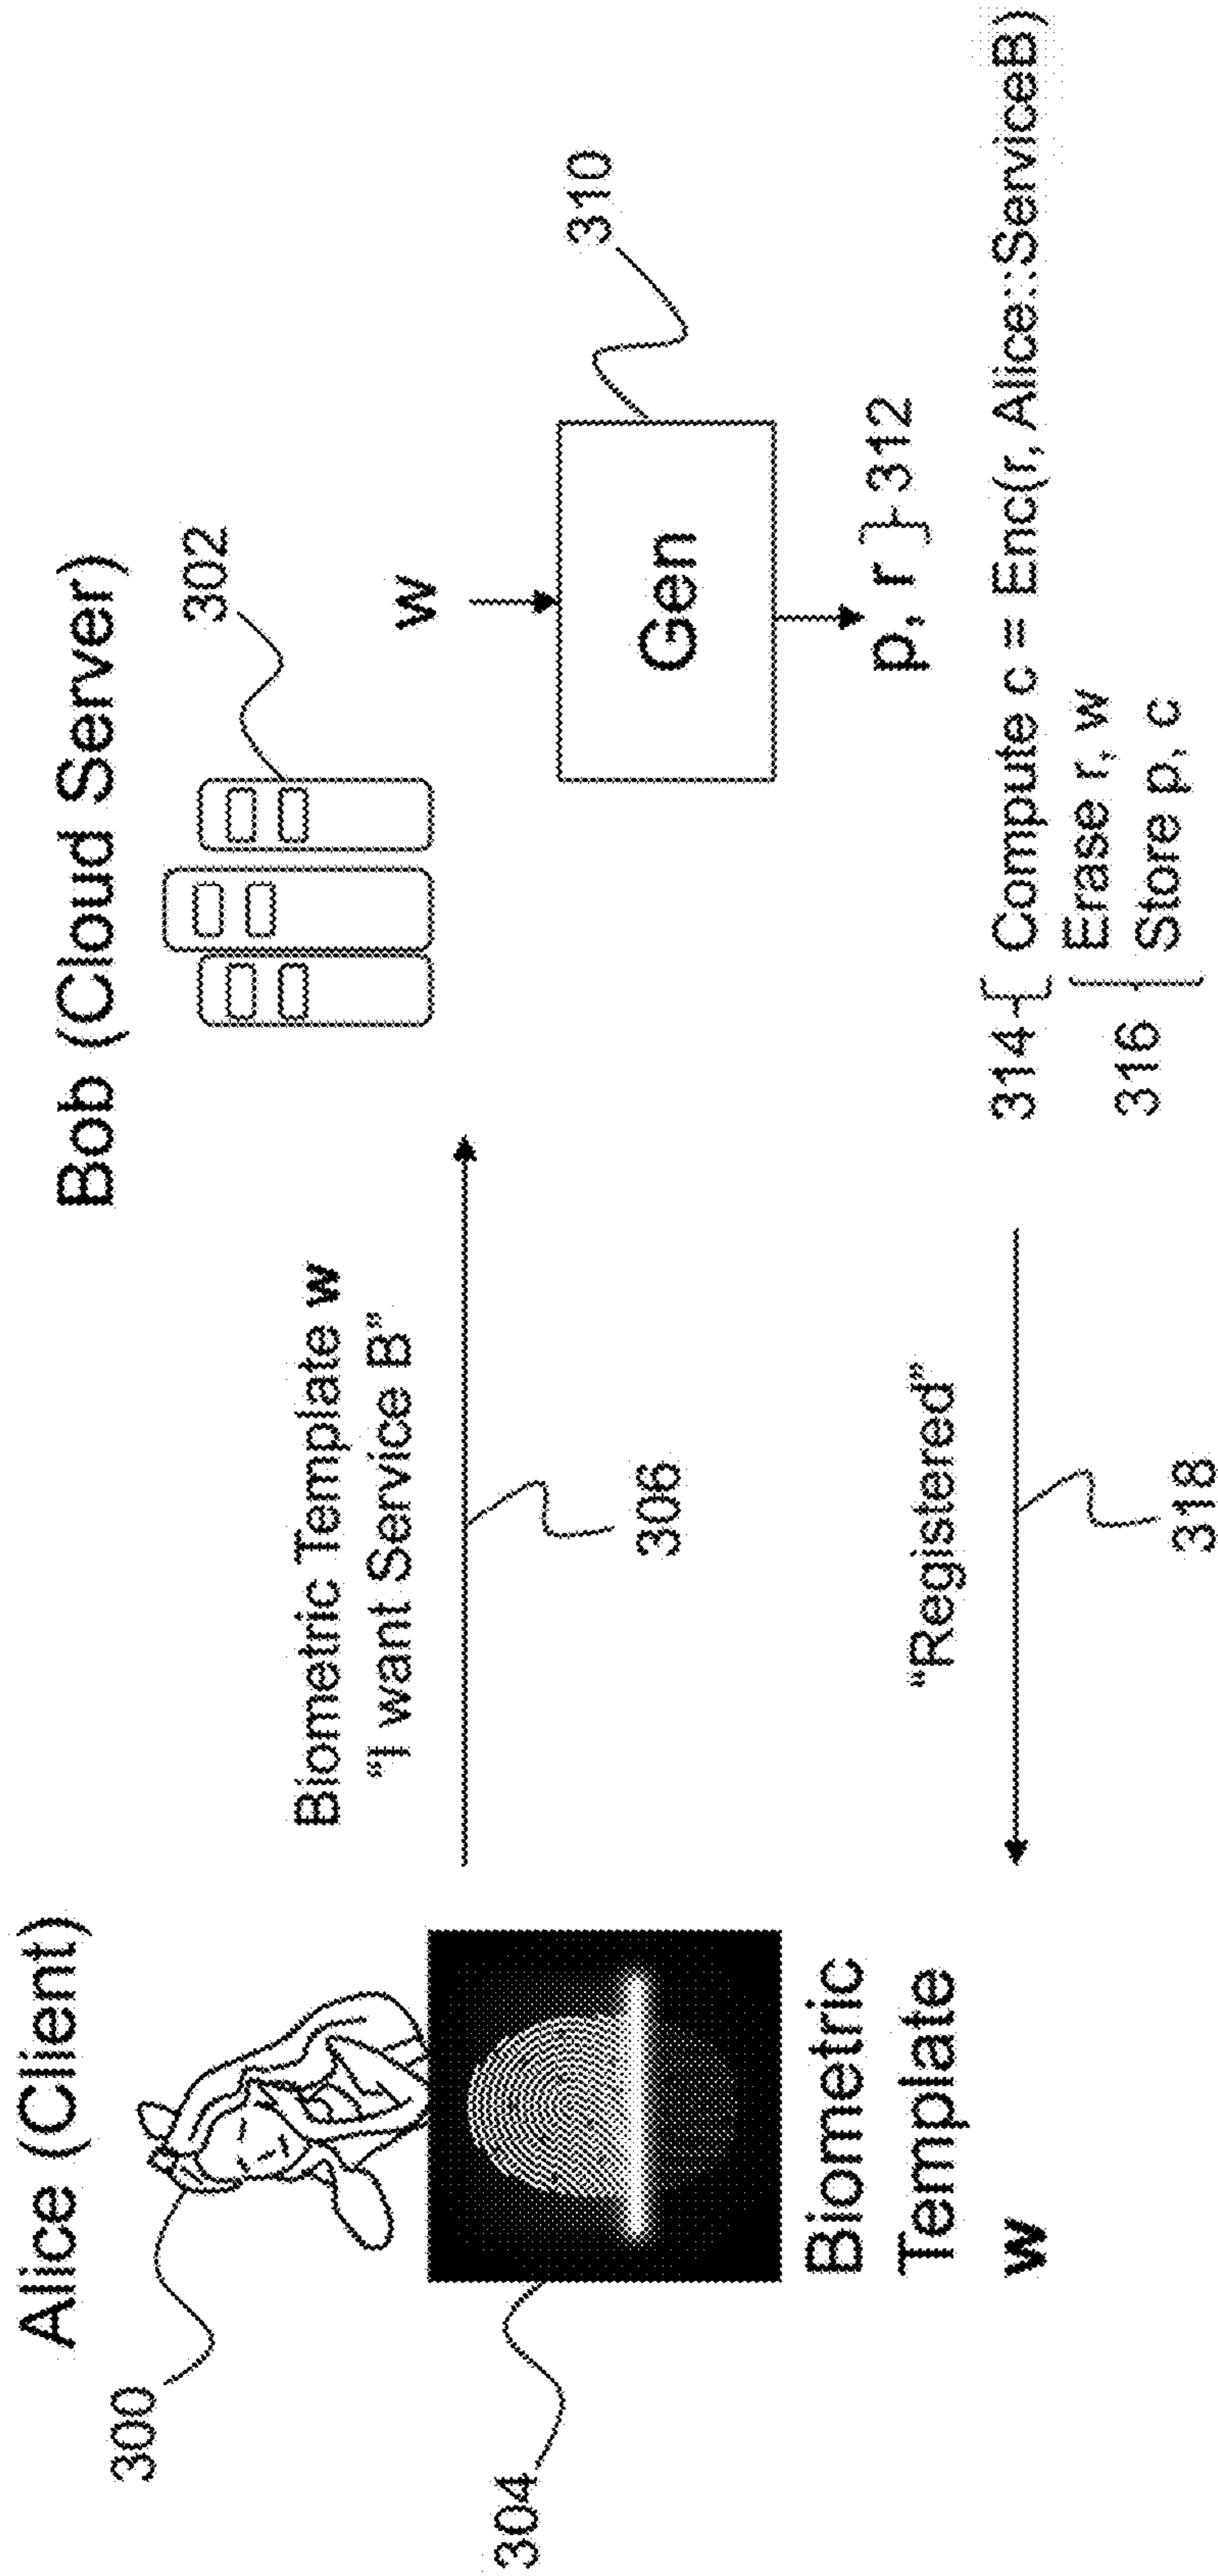 Alice (Client)
300
304
Biometric
Template
w
Biometric Template w
“I want Service B”
306
“Registered”
318
Bob (Cloud Server)
302
w
Gen
310
p, r
312
314
Compute c = Enc(r, Alice::ServiceB)
316
Erase r, w
Store p, c